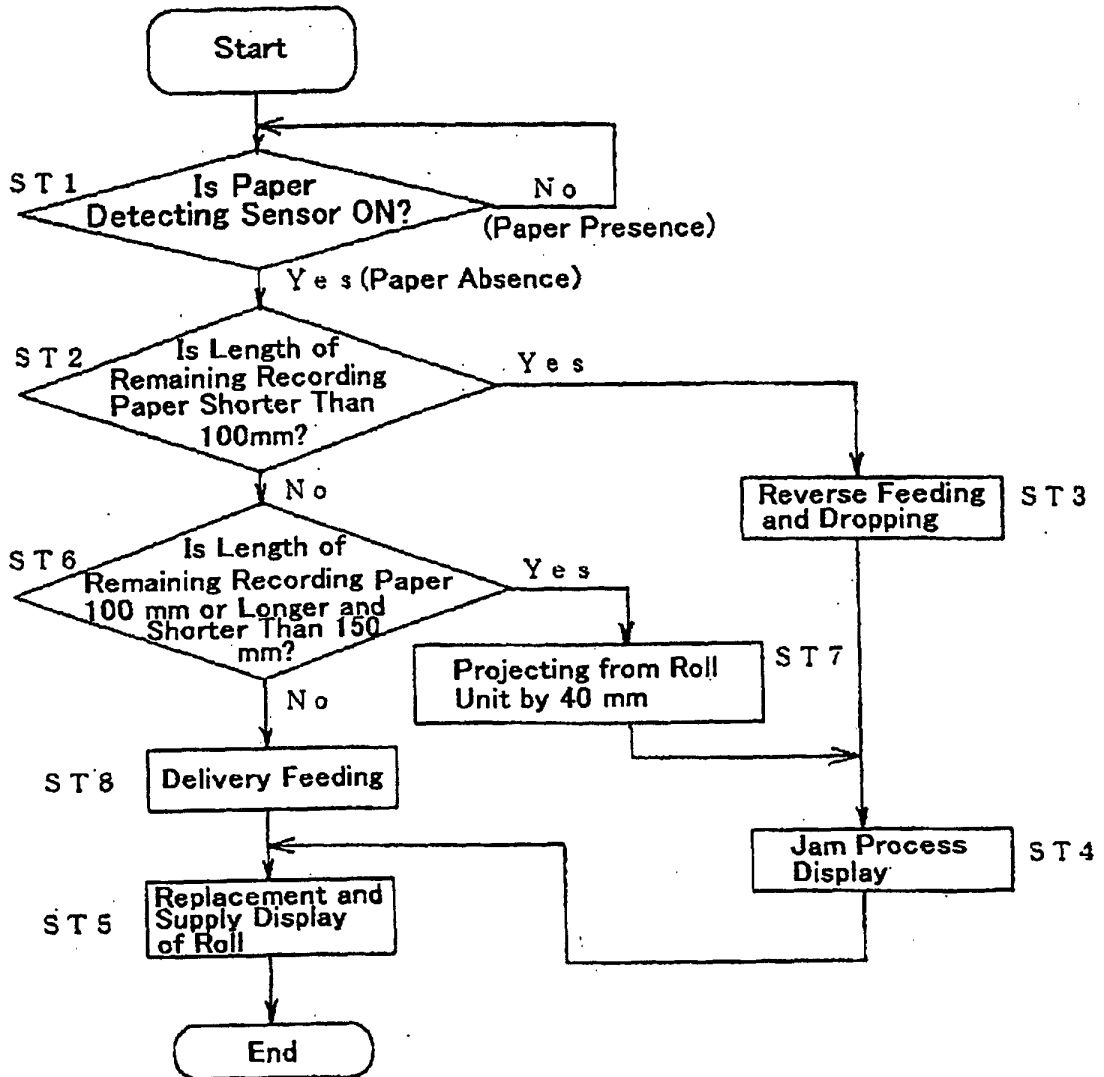 Start
ST1
Is Paper
Detecting Sensor ON?
No
(Paper Presence)
Yes (Paper Absence)
ST2
Is Length of
Remaining Recording
Paper Shorter Than
100mm?
Yes
No
Reverse Feeding
and Dropping
ST3
ST6
Is Length of
Remaining Recording Paper
100 mm or Longer and
Shorter Than 150
mm?
Yes
No
Projecting from Roll
Unit by 40 mm
ST7
ST8
Delivery Feeding
Jam Process
Display
ST4
ST5
Replacement and
Supply Display
of Roll
End